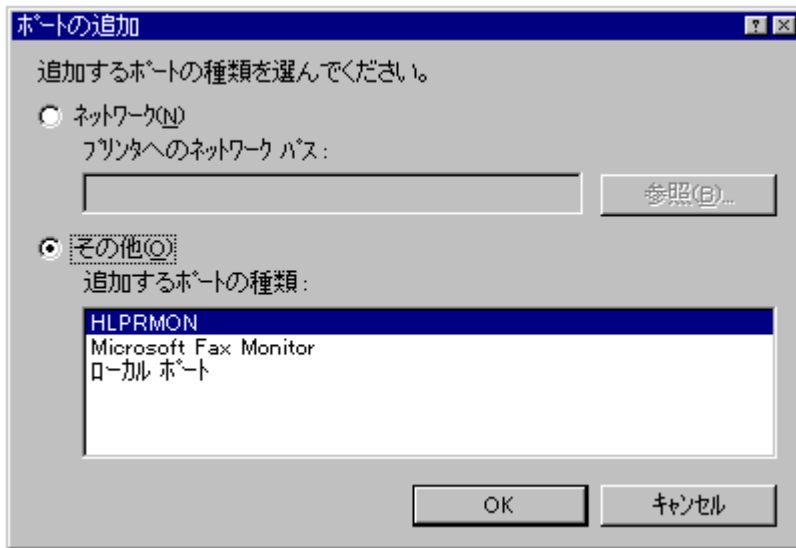 ポートの追加
追加するポートの種類を選んでください。
ネットワーク(N)
プリンタへのネットワーク パス:
参照(B)...
その他(O)
追加するポートの種類:
HLPRMON
Microsoft Fax Monitor
ローカル ポート
OK
キャンセル